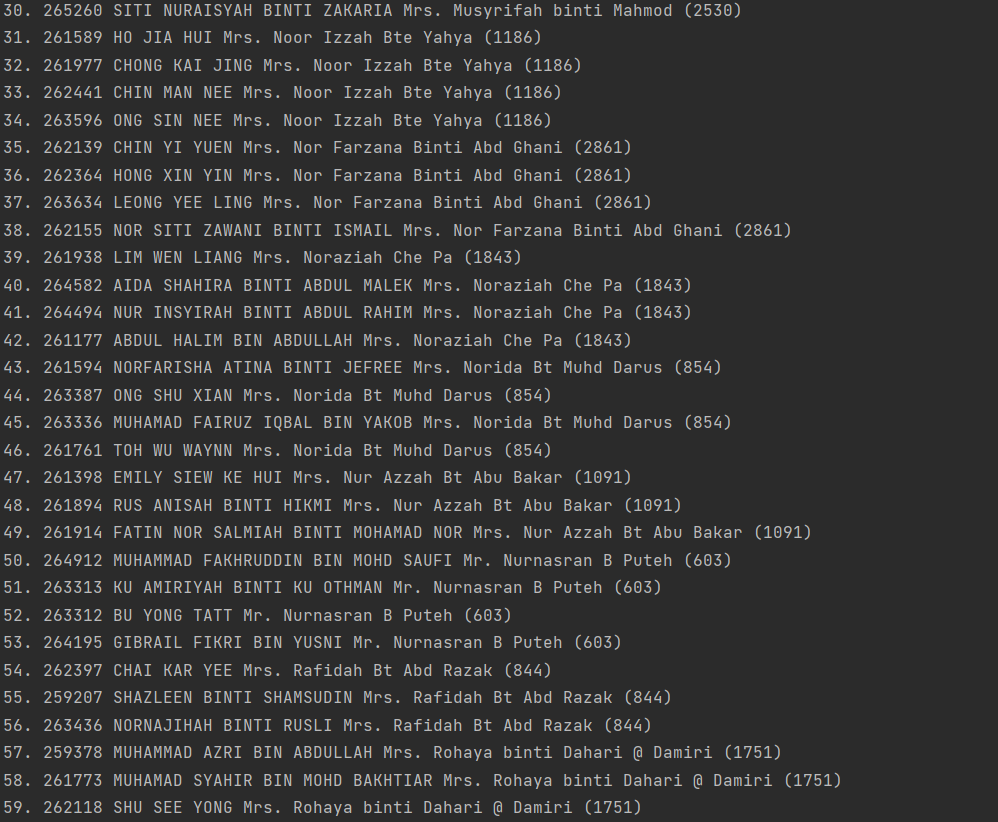 30. 265260 SITI NURAISYAH BINTI ZAKARIA Mrs. Musyrifah binti Mahmod (2530)
31. 261589 HO JIA HUI Mrs. Noor Izzah Bte Yahya (1186)
32. 261977 CHONG KAI JING Mrs. Noor Izzah Bte Yahya (1186)
33. 262441 CHIN MAN NEE Mrs. Noor Izzah Bte Yahya (1186)
34. 263596 ONG SIN NEE Mrs. Noor Izzah Bte Yahya (1186)
35. 262139 CHIN YI YUEN Mrs. Nor Farzana Binti Abd Ghani (2861)
36. 262364 HONG XIN YIN Mrs. Nor Farzana Binti Abd Ghani (2861)
37. 263634 LEONG YEE LING Mrs. Nor Farzana Binti Abd Ghani (2861)
38. 262155 NOR SITI ZAWANI BINTI ISMAIL Mrs. Nor Farzana Binti Abd Ghani (2861)
39. 261938 LIM WEN LIANG Mrs. Noraziah Che Pa (1843)
40. 264582 AIDA SHAHIRA BINTI ABDUL MALEK Mrs. Noraziah Che Pa (1843)
41. 264494 NUR INSYIRAH BINTI ABDUL RAHIM Mrs. Noraziah Che Pa (1843)
42. 261177 ABDUL HALIM BIN ABDULLAH Mrs. Noraziah Che Pa (1843)
43. 261594 NORFARISHA ATINA BINTI JEFREE Mrs. Norida Bt Muhd Darus (854)
44. 263387 ONG SHU XIAN Mrs. Norida Bt Muhd Darus (854)
45. 263336 MUHAMAD FAIRUZ IQBAL BIN YAKOB Mrs. Norida Bt Muhd Darus (854)
46. 261761 TOH WU WAYNN Mrs. Norida Bt Muhd Darus (854)
47. 261398 EMILY SIEW KE HUI Mrs. Nur Azzah Bt Abu Bakar (1091)
48. 261894 RUS ANISAH BINTI HIKMI Mrs. Nur Azzah Bt Abu Bakar (1091)
49. 261914 FATIN NOR SALMIAH BINTI MOHAMAD NOR Mrs. Nur Azzah Bt Abu Bakar (1091)
50. 264912 MUHAMMAD FAKHRUDDIN BIN MOHD SAUFI Mr. Nurnasran B Puteh (603)
51. 263313 KU AMIRIYAH BINTI KU OTHMAN Mr. Nurnasran B Puteh (603)
52. 263312 BU YONG TATT Mr. Nurnasran B Puteh (603)
53. 264195 GIBRAIL FIKRI BIN YUSNI Mr. Nurnasran B Puteh (603)
54. 262397 CHAI KAR YEE Mrs. Rafidah Bt Abd Razak (844)
55. 259207 SHAZLEEN BINTI SHAMSUDIN Mrs. Rafidah Bt Abd Razak (844)
56. 263436 NORNAJIHAH BINTI RUSLI Mrs. Rafidah Bt Abd Razak (844)
57. 259378 MUHAMMAD AZRI BIN ABDULLAH Mrs. Rohaya binti Dahari @ Damiri (1751)
58. 261773 MUHAMAD SYAHIR BIN MOHD BAKHTIAR Mrs. Rohaya binti Dahari @ Damiri (1751)
59. 262118 SHU SEE YONG Mrs. Rohaya binti Dahari @ Damiri (1751)